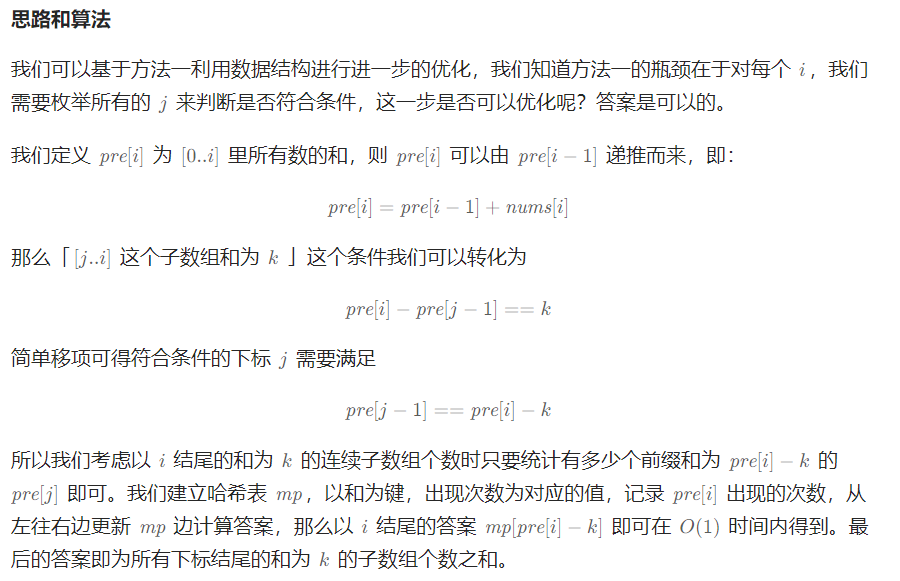 思路和算法
我们可以基于方法一利用数据结构进行进一步的优化，我们知道方法一的瓶颈在于对每个 i，我们
需要枚举所有的 j 来判断是否符合条件，这一步是否可以优化呢？答案是可以的。
我们定义 pre[i] 为 [0..i] 里所有数的和，则 pre[i] 可以由 pre[i − 1] 递推而来，即：
pre[i] = pre[i − 1] + nums[i]
那么「[j..i] 这个子数组和为 k 」这个条件我们可以转化为
pre[i] − pre[j − 1] == k
简单移项可得符合条件的下标 j 需要满足
pre[j − 1] == pre[i] − k
所以我们考虑以 i 结尾的和为 k 的连续子数组个数时只要统计有多少个前缀和为 pre[i] − k 的
pre[j] 即可。我们建立哈希表 mp，以和为键，出现次数为对应的值，记录 pre[i] 出现的次数，从
左往右边更新 mp 边计算答案，那么以 i 结尾的答案 mp[pre[i] − k] 即可在 O(1) 时间内得到。最
后的答案即为所有下标结尾的和为 k 的子数组个数之和。